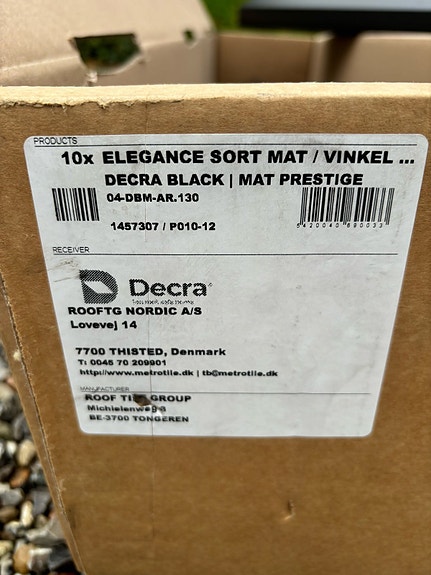 PRODUCTS
10x ELEGANCE SORT MAT / VINKEL ...
DECRA BLACK | MAT PRESTIGE
04-DBM-AR.130
1457307 / P010-12
5420040690033
RECEIVER
Decra
ROOFTG NORDIC A/S
Lovevej 14
7700 THISTED, Denmark
T: 0045 70 209901
http://www.metrotile.dk | tb@metrotile.dk
MANUFACTURER
ROOF TILE GROUP
Michielenweg
BE-3700 TONGEREN